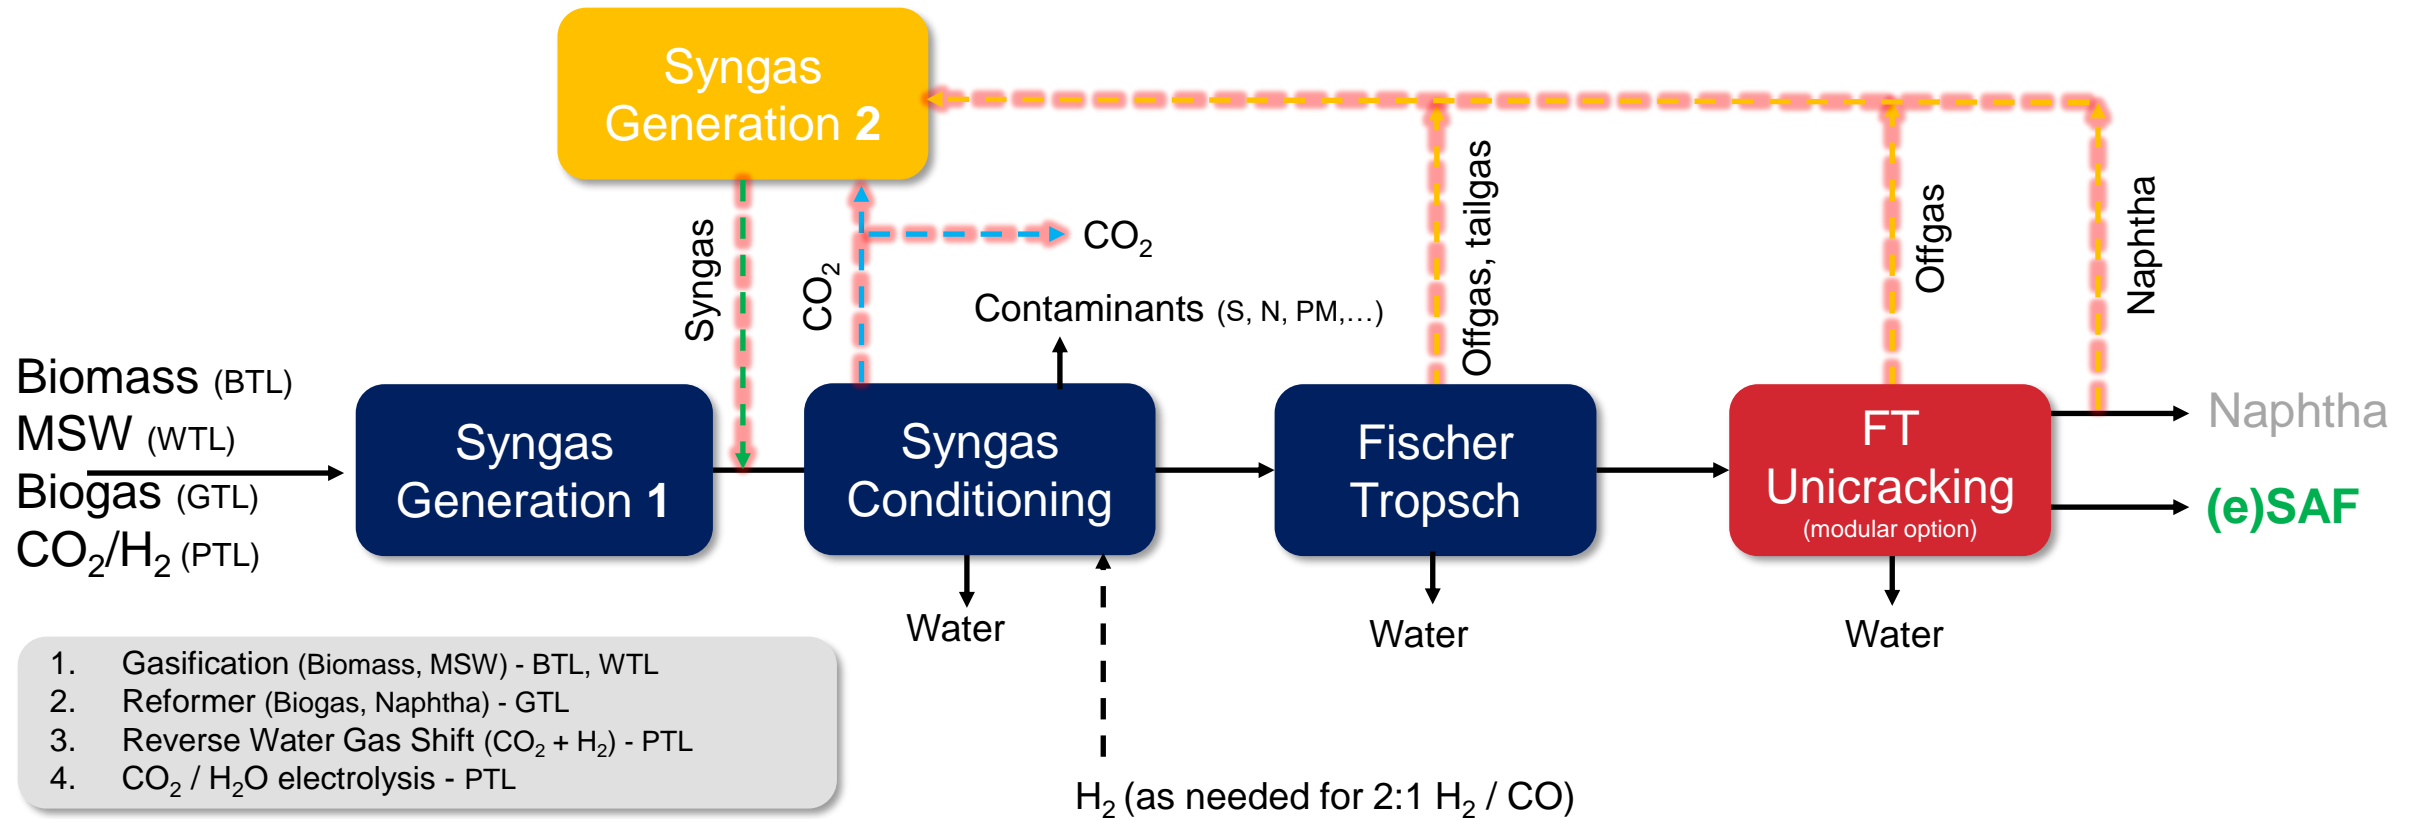 Syngas
Generation 2
Syngas
CO2
CO2
Contaminants (S, N, PM,...)
Offgas, tailgas
Offgas
Naphtha
Biomass (BTL)
MSW (WTL)
Biogas (GTL)
CO2/H2 (PTL)
Syngas
Generation 1
Syngas
Conditioning
Fischer
Tropsch
FT
Unicracking
(modular option)
Naphtha
(e)SAF
Water
Water
Water
1. Gasification (Biomass, MSW) - BTL, WTL
2. Reformer (Biogas, Naphtha) - GTL
3. Reverse Water Gas Shift (CO2 + H2) - PTL
4. CO2 / H2O electrolysis - PTL
H2 (as needed for 2:1 H2 / CO)